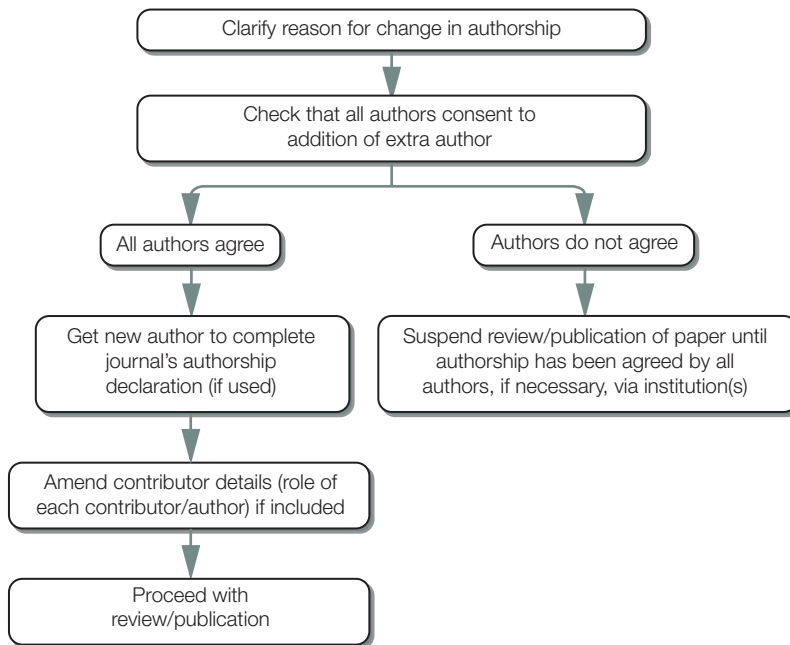 Clarify reason for change in authorship
Check that all authors consent to
addition of extra author
All authors agree
Authors do not agree
Get new author to complete
journal's authorship
declaration (if used)
Suspend review/publication of paper until
authorship has been agreed by all
authors, if necessary, via institution(s)
Amend contributor details (role of
each contributor/author) if included
Proceed with
review/publication